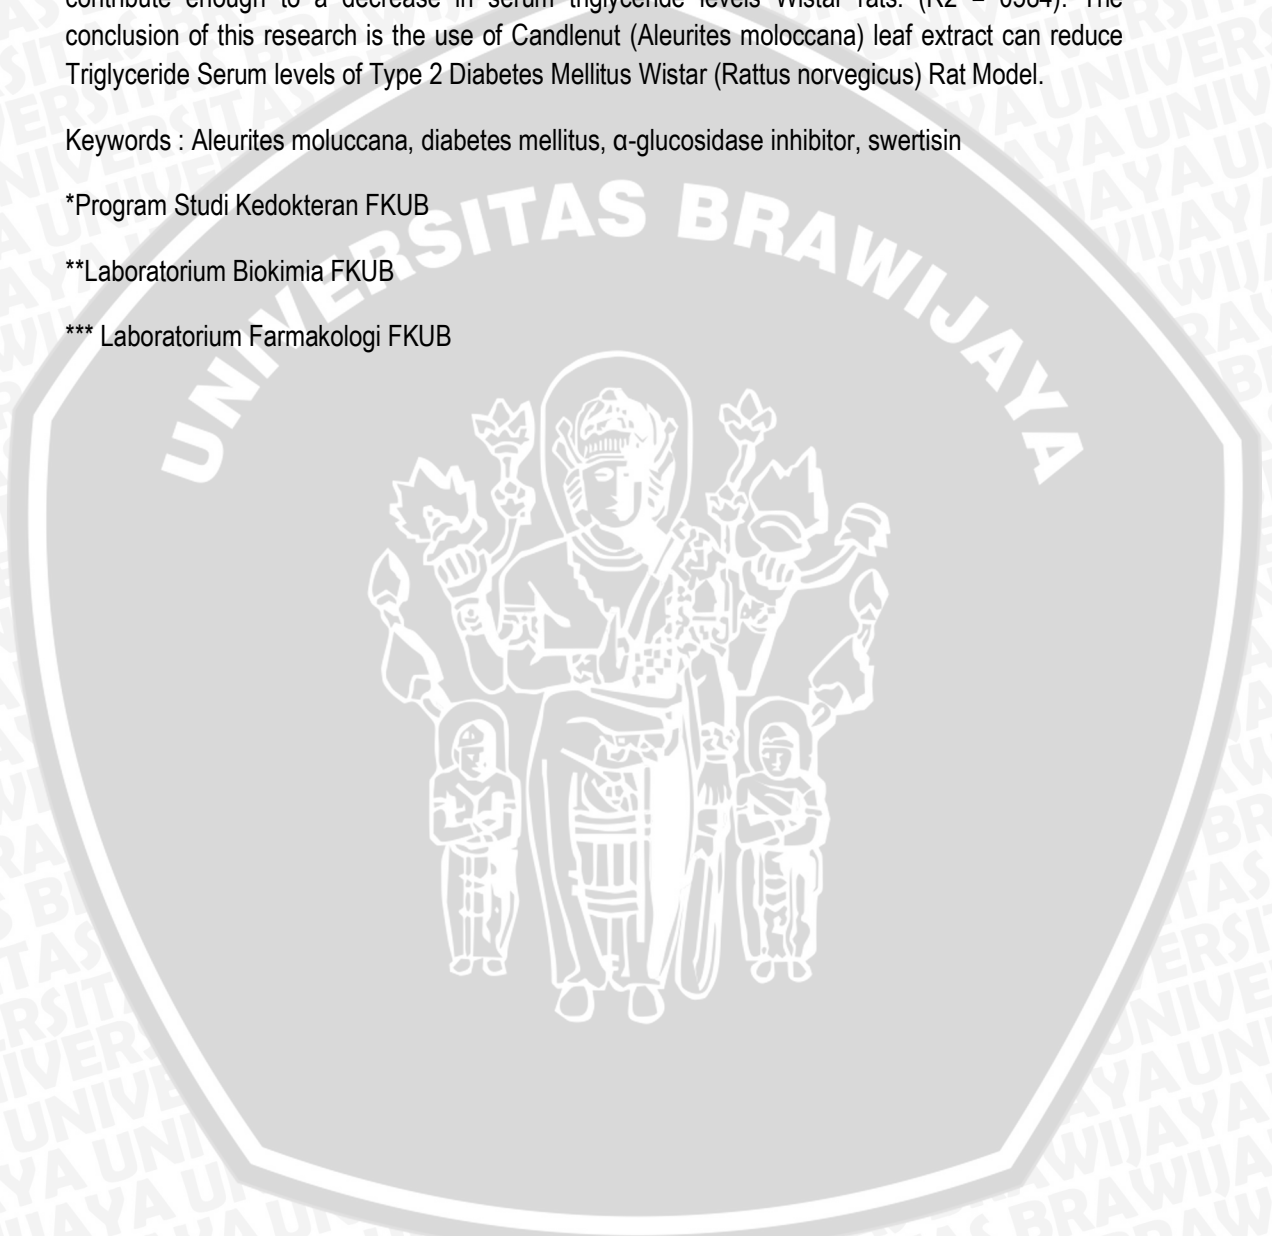 contribute enough to a decrease in serum triglyceride levels Wistar rats. (R2 = 0564). The
conclusion of this research is the use of Candlenut (Aleurites moloccana) leaf extract can reduce
Triglyceride Serum levels of Type 2 Diabetes Mellitus Wistar (Rattus norvegicus) Rat Model.
Keywords : Aleurites moluccana, diabetes mellitus, α-glucosidase inhibitor, swertisin
*Program Studi Kedokteran FKUB
**Laboratorium Biokimia FKUB
*** Laboratorium Farmakologi FKUB
UNIVERSITAS BRAWIJAYA